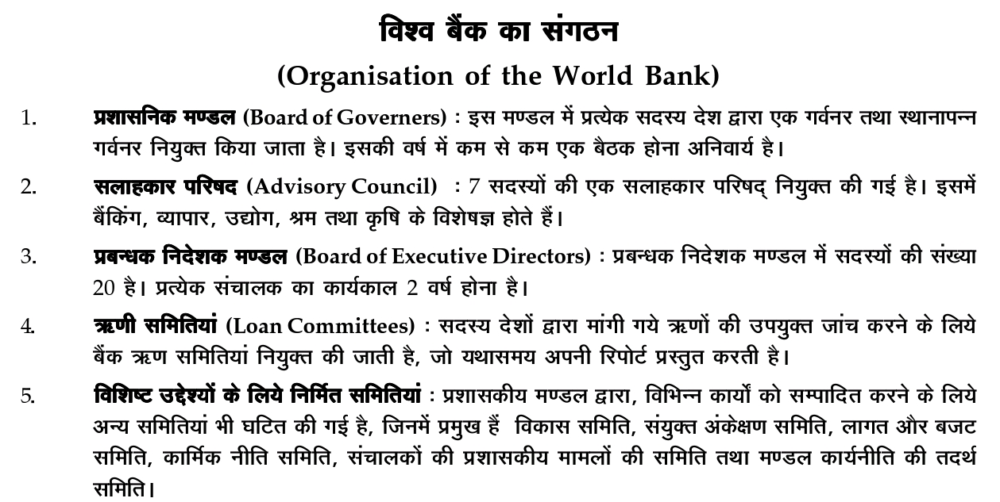 विश्व बैंक का संगठन
(Organisation of the World Bank)
1. प्रशासनिक मण्डल (Board of Governers) : इस मण्डल में प्रत्येक सदस्य देश द्वारा एक गर्वनर तथा स्थानापन्न
गर्वनर नियुक्त किया जाता है। इसकी वर्ष में कम से कम एक बैठक होना अनिवार्य है।
2. सलाहकार परिषद (Advisory Council) : 7 सदस्यों की एक सलाहकार परिषद् नियुक्त की गई है। इसमें
बैंकिंग, व्यापार, उद्योग, श्रम तथा कृषि के विशेषज्ञ होते हैं।
3. प्रबन्धक निदेशक मण्डल (Board of Executive Directors) : प्रबन्धक निदेशक मण्डल में सदस्यों की संख्या
20 है। प्रत्येक संचालक का कार्यकाल 2 वर्ष होना है।
4. ऋणी समितियां (Loan Committees) : सदस्य देशों द्वारा मांगी गये ऋणों की उपयुक्त जांच करने के लिये
बैंक ऋण समितियां नियुक्त की जाती है, जो यथासमय अपनी रिपोर्ट प्रस्तुत करती है।
5. विशिष्ट उद्देश्यों के लिये निर्मित समितियां : प्रशासकीय मण्डल द्वारा, विभिन्न कार्यों को सम्पादित करने के लिये
अन्य समितियां भी घटित की गई है, जिनमें प्रमुख हैं विकास समिति, संयुक्त अंकेक्षण समिति, लागत और बजट
समिति, कार्मिक नीति समिति, संचालकों की प्रशासकीय मामलों की समिति तथा मण्डल कार्यनीति की तदर्थ
समिति।